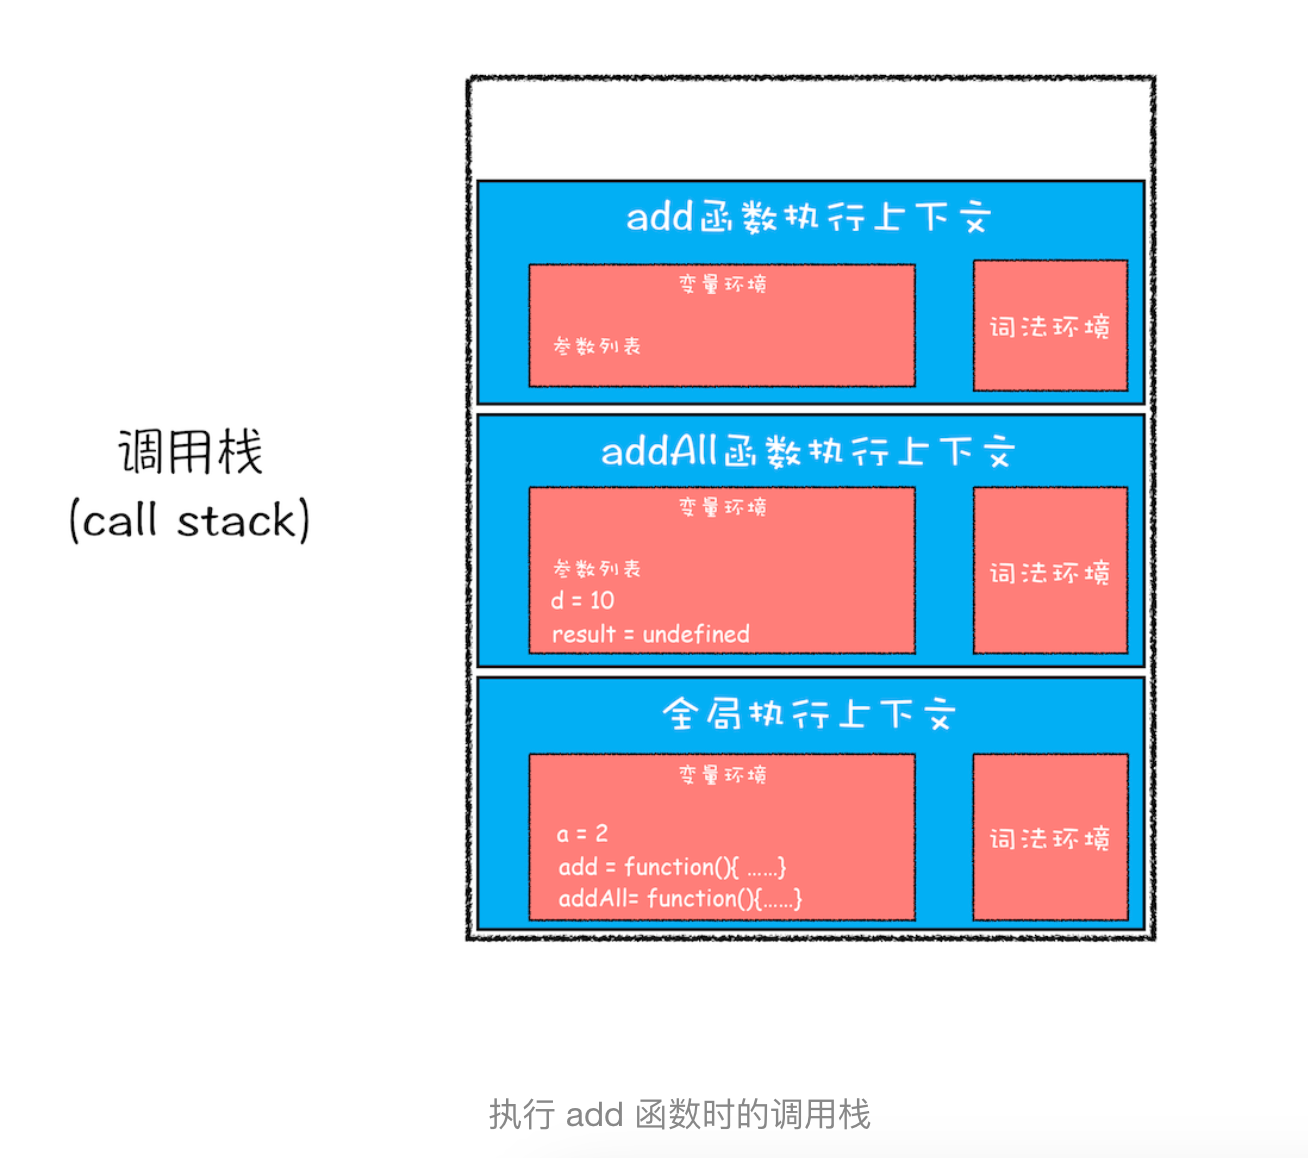 add函数执行上下文
变量环境
参数列表
词法环境
调用栈
(call stack)
addAll函数执行上下文
变量环境
参数列表
d = 10
result = undefined
词法环境
全局执行上下文
变量环境
a = 2
add = function(){ ......}
addAll= function(){......}
词法环境
执行 add 函数时的调用栈